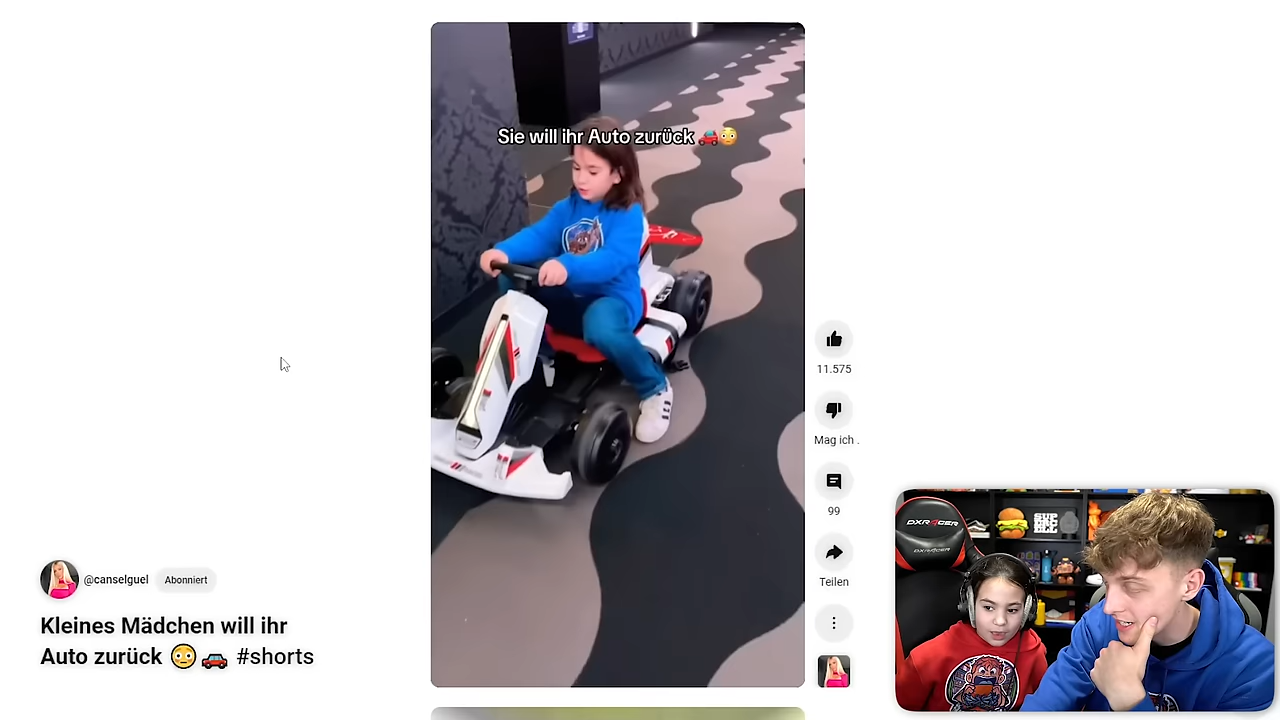 Sie will ihr Auto zurück 🚗😳
11.575
Mag ich .
99
Teilen
@canselguel
Abonniert
Kleines Mädchen will ihr
Auto zurück 😳 🚗 #shorts
DXRACER
DXRACER
SUP